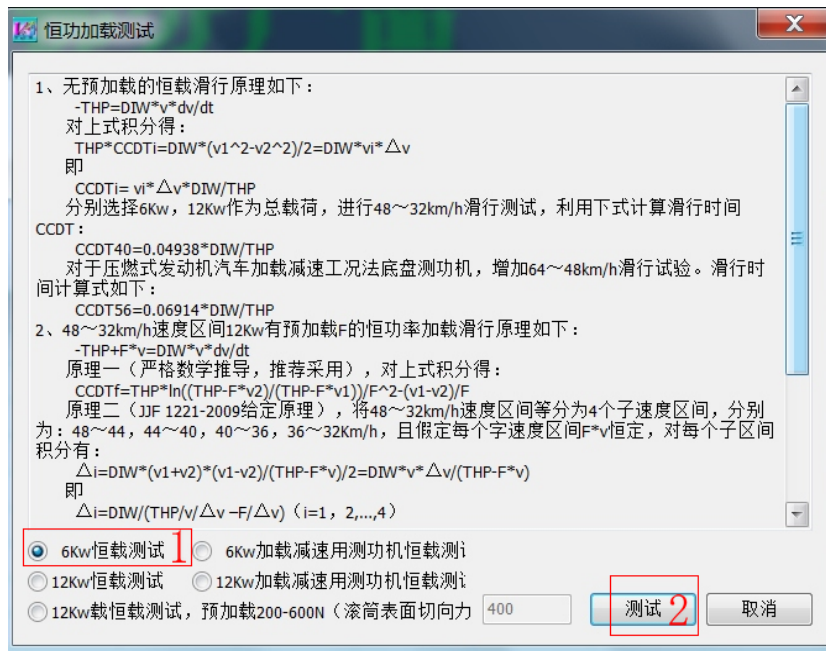 恒功加载测试
1、无预加载的恒载滑行原理如下：
-THP=DIW*v*dv/dt
对上式积分得：
THP*CCDTi=DIW*(v1^2-v2^2)/2=DIW*vi*△v
即
CCDTi= vi*△v*DIW/THP
分别选择6Kw，12Kw作为总载荷，进行48～32km/h滑行测试，利用下式计算滑行时间
CCDT：
CCDT40=0.04938*DIW/THP
对于压燃式发动机汽车加载减速工况法底盘测功机，增加64～48km/h滑行试验。滑行时
间计算式如下：
CCDT56=0.06914*DIW/THP
2、48～32km/h速度区间12Kw有预加载F的恒功率加载滑行原理如下：
-THP+F*v=DIW*v*dv/dt
原理一（严格数学推导，推荐采用），对上式积分得：
CCDTf=THP*ln((THP-F*v2)/(THP-F*v1))/F^2-(v1-v2)/F
原理二（JJF 1221-2009给定原理），将48～32km/h速度区间等分为4个子速度区间，分别
为：48～44，44～40，40～36，36～32Km/h，且假定每个字速度区间F*v恒定，对每个子区间
积分有：
△i=DIW*(v1+v2)*(v1-v2)/(THP-F*v)/2=DIW*v*△v/(THP-F*v)
即
△i=DIW/(THP/v/△v –F/△v)（i=1，2,...,4）
6Kw恒载测试 1 6Kw加载减速用测功机恒载测
12Kw恒载测试 12Kw加载减速用测功机恒载测
12Kw载恒载测试，预加载200-600N（滚筒表面切向力 400 测试 2 取消